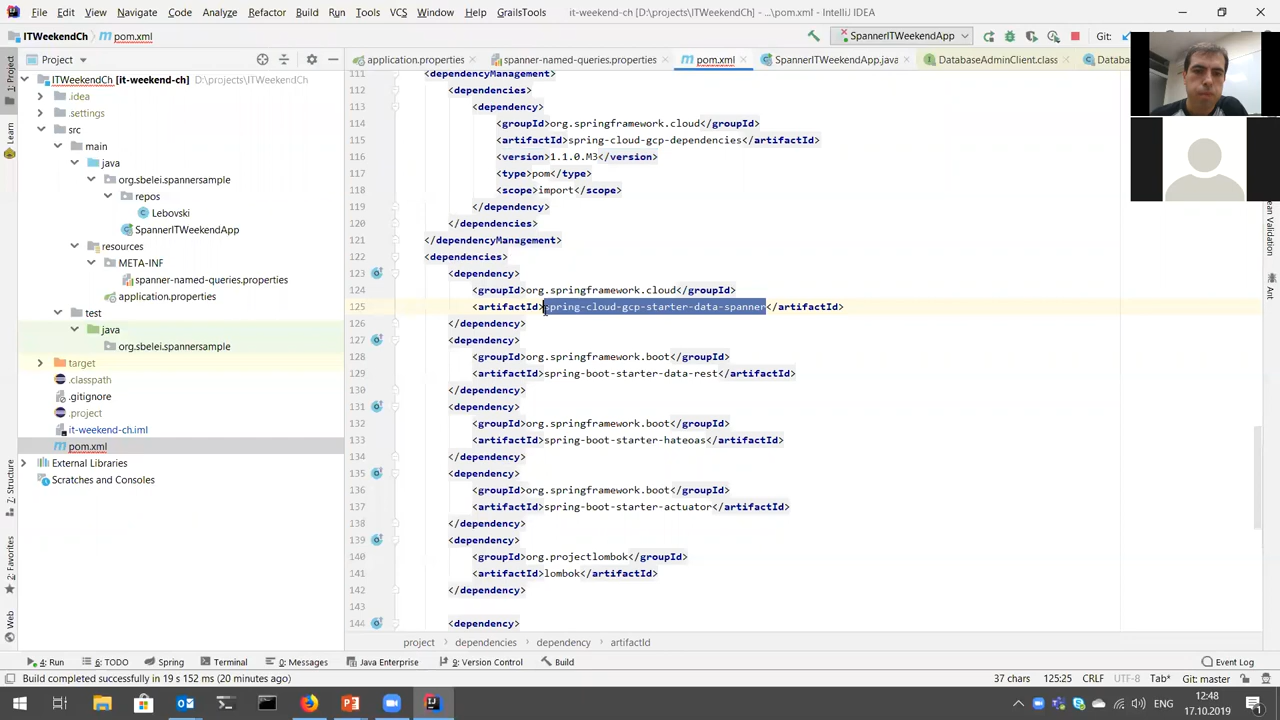 File Edit View Navigate Code Analyze Refactor Build Run Tools VCS Window Help GrailsTools it-weekend-ch [D:\projects\ITWeekendCh] - ...\pom.xml - IntelliJ IDEA
ITWeekendCh pom.xml SpannerITWeekendApp Git:
Project application.properties spanner-named-queries.properties pom.xml SpannerITWeekendApp.java DatabaseAdminClient.class Databa
1: Project
Learn
7: Structure
2: Favorites
Web
ITWeekendCh [it-weekend-ch] D:\projects\ITWeekendCh
.idea
.settings
src
main
java
org.sbelei.spannersample
repos
Lebovski
SpannerITWeekendApp
resources
META-INF
spanner-named-queries.properties
application.properties
test
java
org.sbelei.spannersample
target
.classpath
.gitignore
.project
it-weekend-ch.iml
pom.xml
External Libraries
Scratches and Consoles
111 <dependencyManagement>
112 <dependencies>
113 <dependency>
114 <groupId>org.springframework.cloud</groupId>
115 <artifactId>spring-cloud-gcp-dependencies</artifactId>
116 <version>1.1.0.M3</version>
117 <type>pom</type>
118 <scope>import</scope>
119 </dependency>
120 </dependencies>
121 </dependencyManagement>
122 <dependencies>
123 <dependency>
124 <groupId>org.springframework.cloud</groupId>
125 <artifactId>spring-cloud-gcp-starter-data-spanner</artifactId>
126 </dependency>
127 <dependency>
128 <groupId>org.springframework.boot</groupId>
129 <artifactId>spring-boot-starter-data-rest</artifactId>
130 </dependency>
131 <dependency>
132 <groupId>org.springframework.boot</groupId>
133 <artifactId>spring-boot-starter-hateoas</artifactId>
134 </dependency>
135 <dependency>
136 <groupId>org.springframework.boot</groupId>
137 <artifactId>spring-boot-starter-actuator</artifactId>
138 </dependency>
139 <dependency>
140 <groupId>org.projectlombok</groupId>
141 <artifactId>lombok</artifactId>
142 </dependency>
143
144 <dependency>
Validation
Ant
project dependencies dependency artifactId
4: Run 6: TODO Spring Terminal 0: Messages Java Enterprise 9: Version Control Build Event Log
Build completed successfully in 19 s 152 ms (20 minutes ago) 37 chars 125:25 CRLF UTF-8 Tab* Git: master
ENG 12:48
17.10.2019